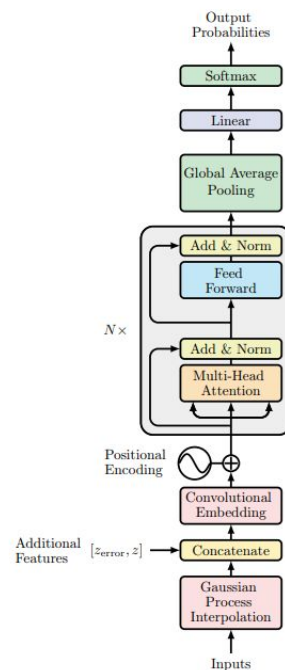 Output
Probabilities
Softmax
Linear
Global Average
Pooling
Add & Norm
Feed
Forward
N×
Add & Norm
Multi-Head
Attention
Positional
Encoding
Convolutional
Embedding
Additional
Features
[z_error, z]
Concatenate
Gaussian
Process
Interpolation
Inputs